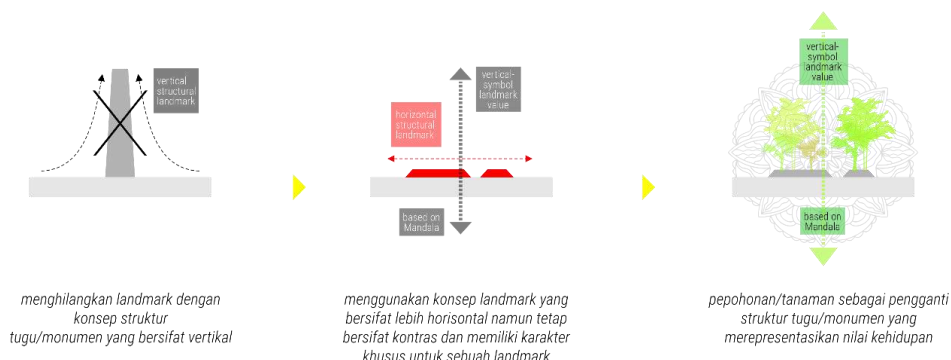 vertical
structural
landmark
vertical-
symbol
landmark
value
horizontal
structural
landmark
based on
Mandala
vertical-
symbol
landmark
value
based on
Mandala
menghilangkan landmark dengan
konsep struktur
tugu/monumen yang bersifat vertikal
menggunakan konsep landmark yang
bersifat lebih horisontal namun tetap
bersifat kontras dan memiliki karakter
khusus untuk sebuah landmark
pepohonan/tanaman sebagai pengganti
struktur tugu/monumen yang
merepresentasikan nilai kehidupan